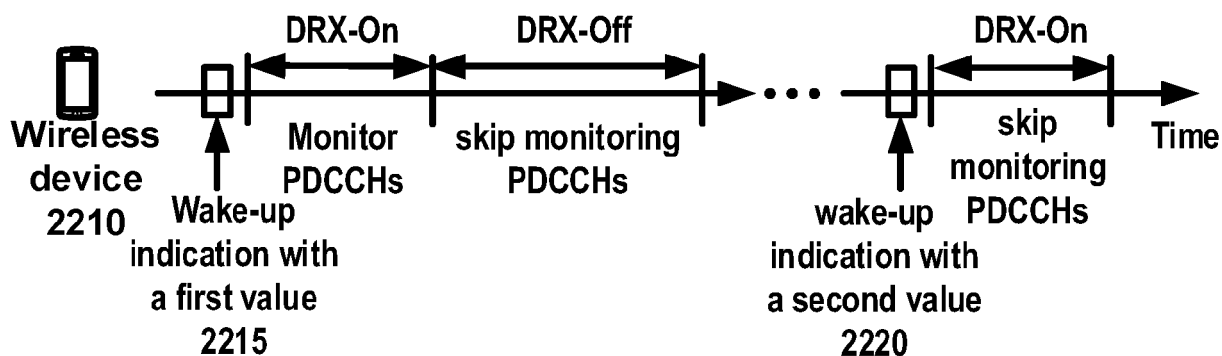 DRX-On
DRX-Off
DRX-On
Wireless
device
2210
Monitor
PDCCHs
skip monitoring
PDCCHs
skip
monitoring
PDCCHs
Time
Wake-up
indication with
a first value
2215
wake-up
indication with
a second value
2220